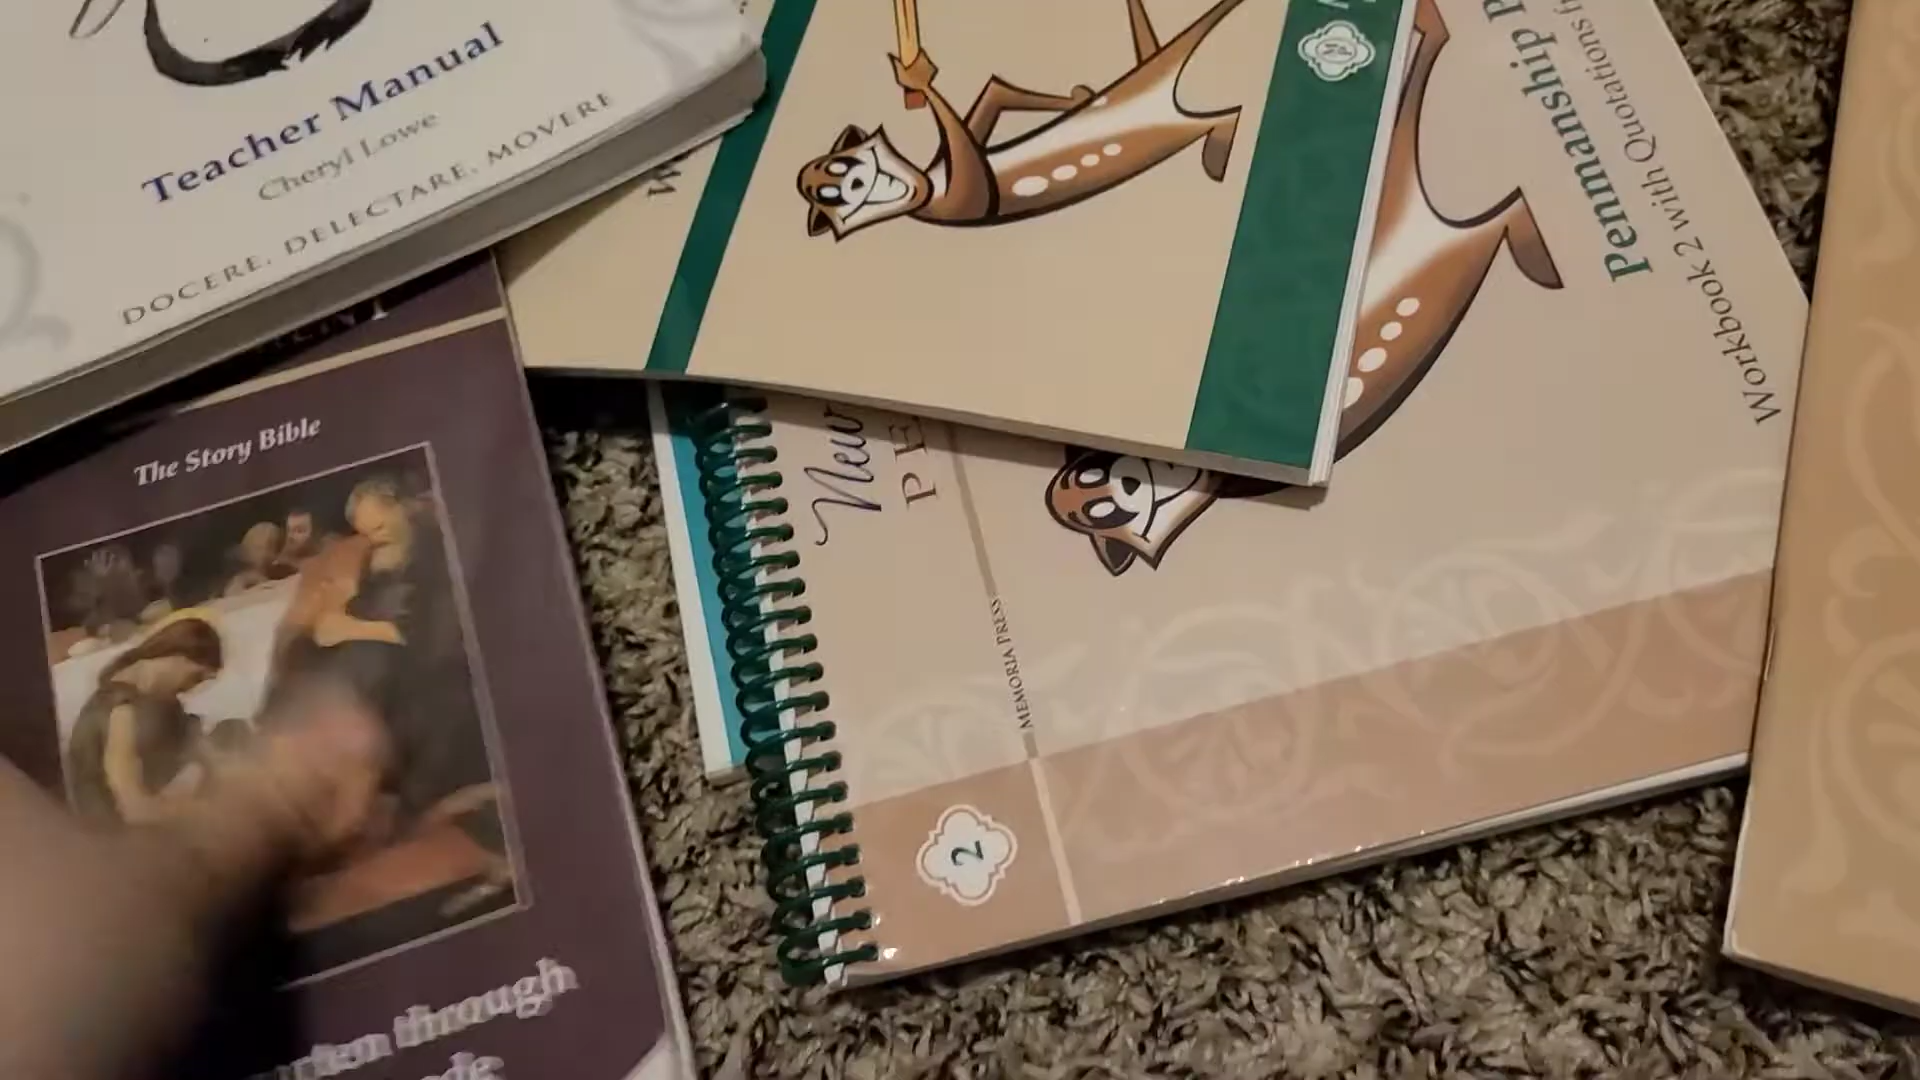 Teacher Manual
Cheryl Lowe
DOCERE, DELECTARE, MOVERE
The Story Bible
through
New
PE
MEMORIA PRESS
2
Penmanship P
Workbook 2 with Quotations